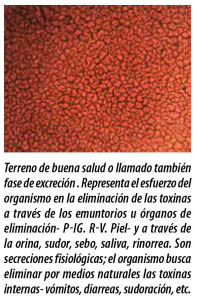 Terreno de buena salud o llamado también
fase de excreción . Representa el esfuerzo del
organismo en la eliminación de las toxinas
a través de los emuntorios u órganos de
eliminación- P-IG. R-V. Piel- y a través de
la orina, sudor, sebo, saliva, rinorrea. Son
secreciones fisiológicas; el organismo busca
eliminar por medios naturales las toxinas
internas- vómitos, diarreas, sudoración, etc.